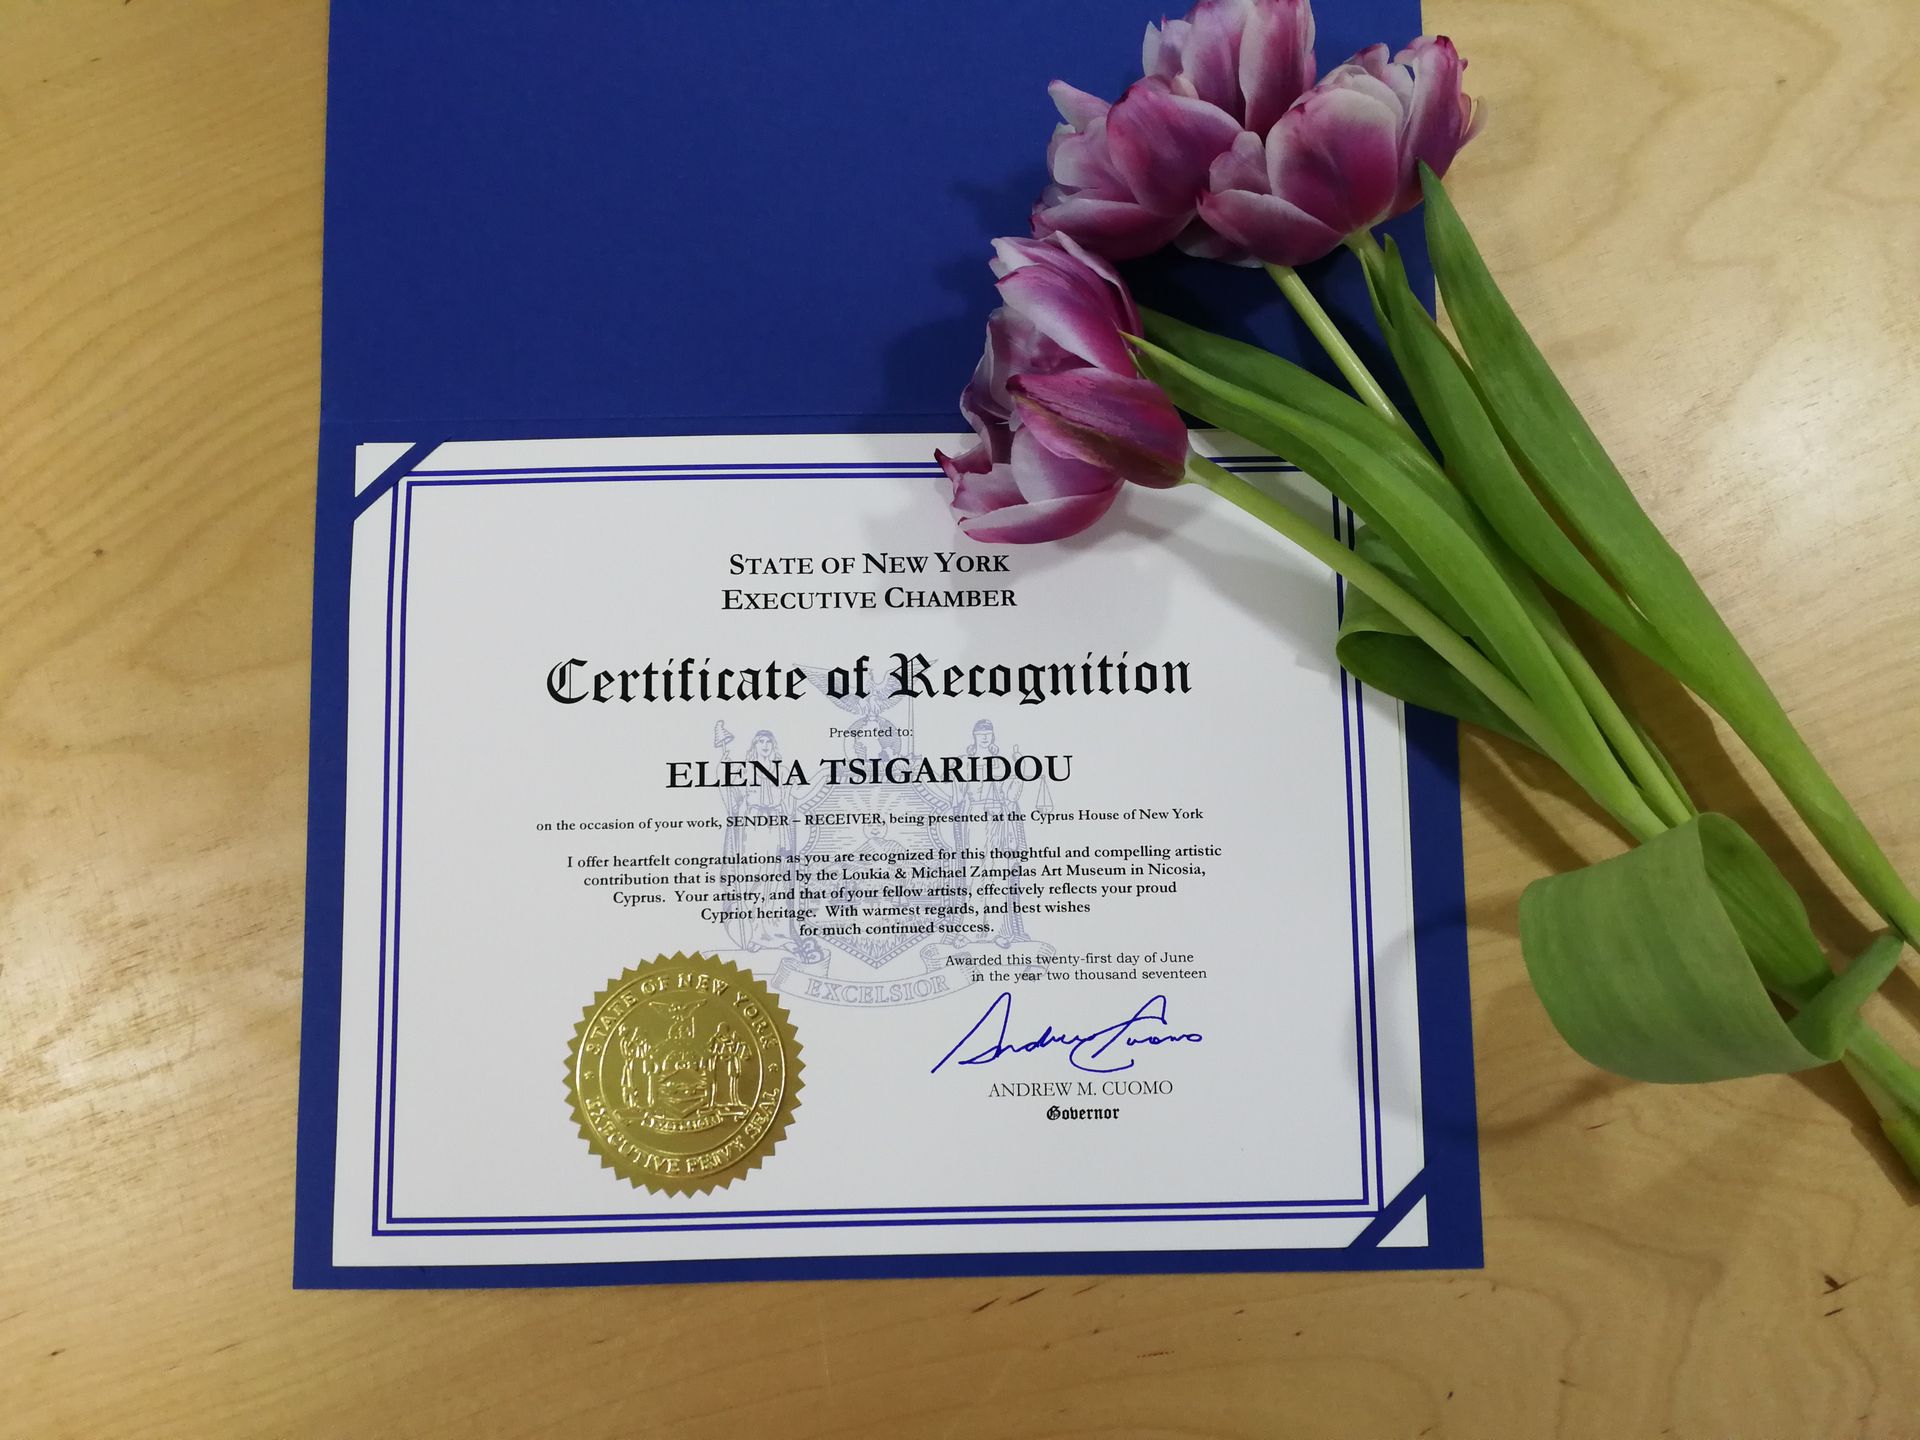 STATE OF NEW YORK
EXECUTIVE CHAMBER
Certificate of Recognition
Presented to:
ELENA TSIGARIDOU
on the occasion of your work, SENDER – RECEIVER, being presented at the Cyprus House of New York
I offer heartfelt congratulations as you are recognized for this thoughtful and compelling artistic
contribution that is sponsored by the Loukia & Michael Zampelas Art Museum in Nicosia,
Cyprus. Your artistry, and that of your fellow artists, effectively reflects your proud
Cypriot heritage. With warmest regards, and best wishes
for much continued success.
Awarded this twenty-first day of June
in the year two thousand seventeen
EXCELSIOR
Andrew Cuomo
ANDREW M. CUOMO
Governor
STATE OF NEW YORK
EXCELSIOR
EXECUTIVE PRIVY SEAL